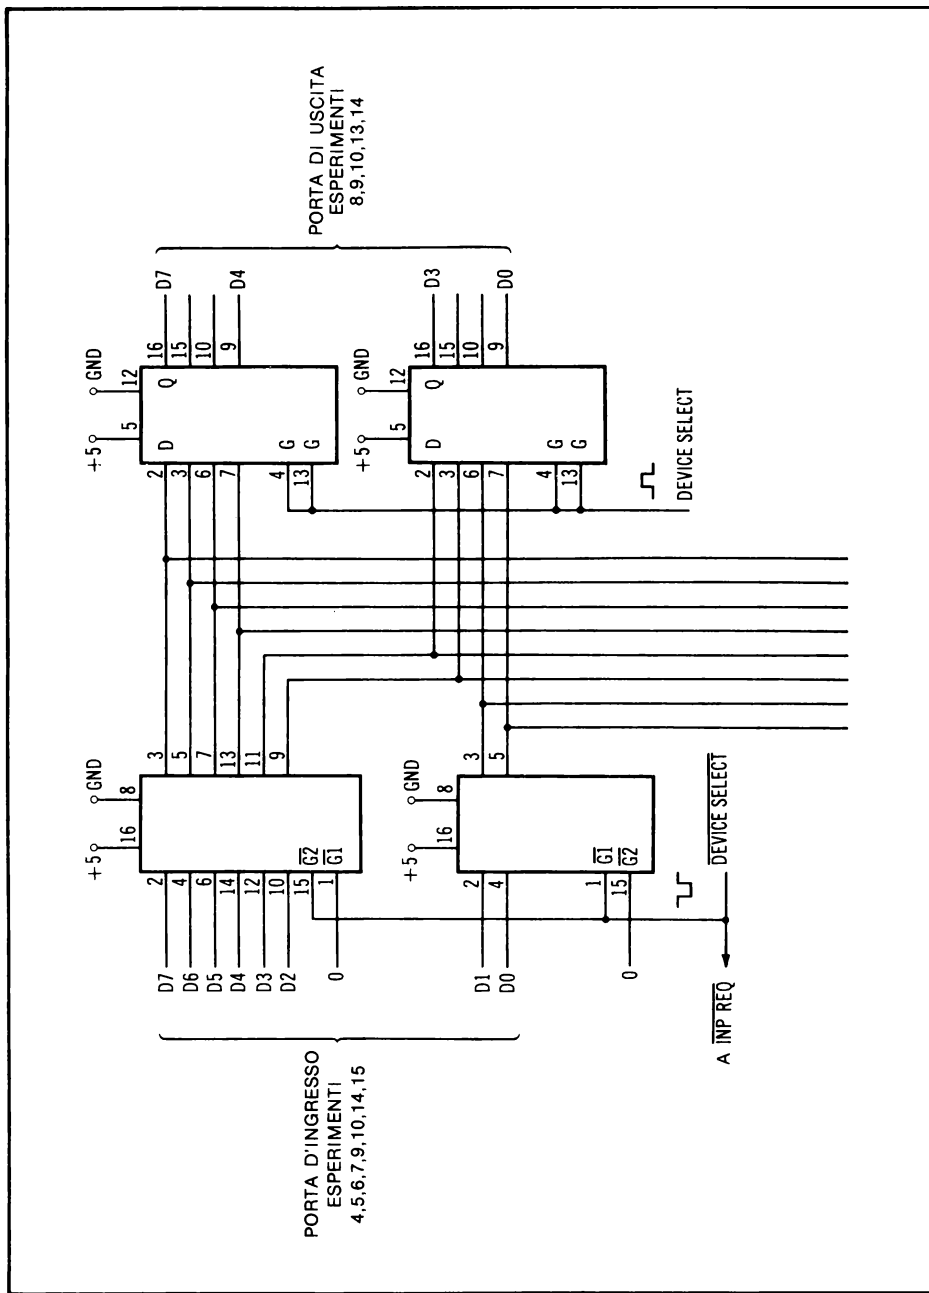 PORTA DI USCITA
ESPERIMENTI
8,9,10,13,14
D7
D4
D3
D0
16
15
10
9
16
15
10
9
GND
12
Q
+5
5
D
GND
12
Q
+5
5
D
G
G
G
G
2
3
6
7
4
13
2
3
6
7
4
13
DEVICE SELECT
3
5
7
13
11
9
3
5
GND
8
+5
16
GND
8
+5
16
G2
G1
G1
G2
2
4
6
14
12
10
15
1
2
4
1
15
DEVICE SELECT
D7
D6
D5
D4
D3
D2
0
D1
D0
0
A INP REQ
PORTA D'INGRESSO
ESPERIMENTI
4,5,6,7,9,10,14,15